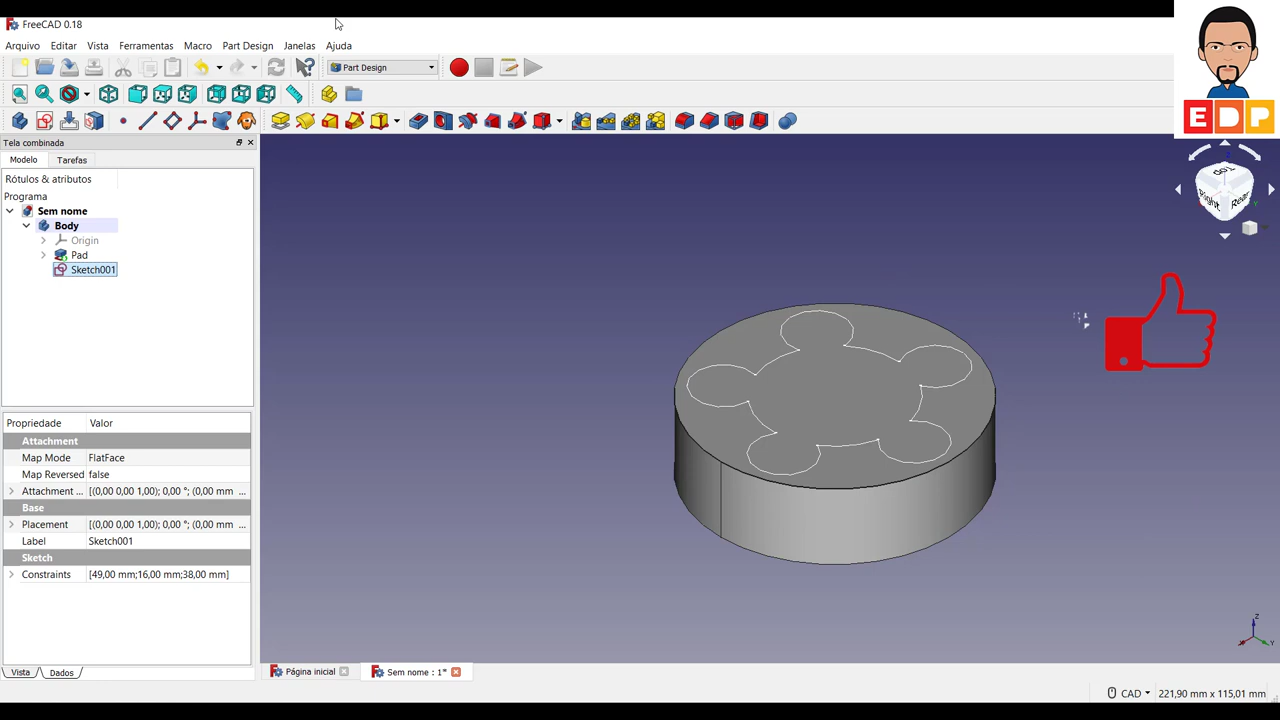 FreeCAD 0.18
Arquivo Editar Vista Ferramentas Macro Part Design Janelas Ajuda
Part Design
E D P
Tela combinada
Modelo Tarefas
Rótulos & atributos
Programa
Sem nome
Body
Origin
Pad
Sketch001
Top
Right
Rear
Propriedade Valor
Attachment
Map Mode FlatFace
Map Reversed false
Attachment ... [(0,00 0,00 1,00); 0,00 °; (0,00 mm ...
Base
Placement [(0,00 0,00 1,00); 0,00 °; (0,00 mm ...
Label Sketch001
Sketch
Constraints [49,00 mm;16,00 mm;38,00 mm]
Z
X
Y
Vista Dados
Página inicial
Sem nome : 1*
CAD 221,90 mm x 115,01 mm